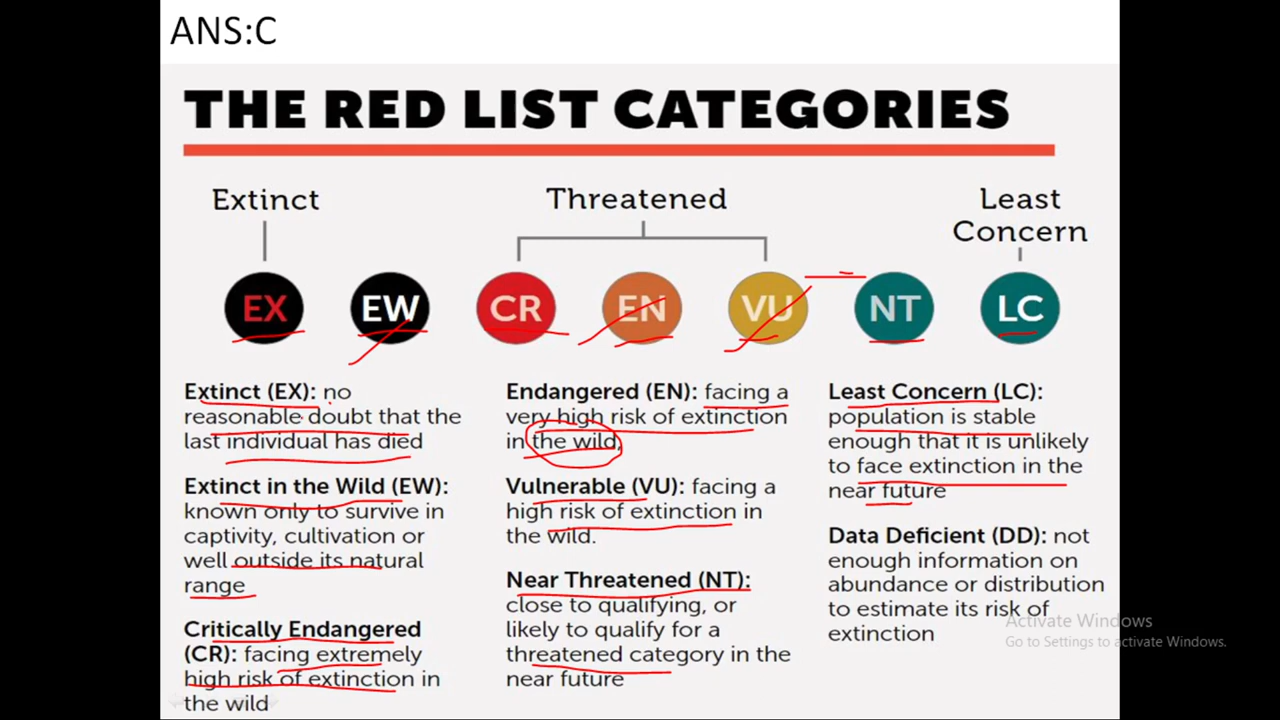 ANS:C
THE RED LIST CATEGORIES
Extinct
Threatened
Least
Concern
EX
EW
CR
EN
VU
NT
LC
Extinct (EX): no
reasonable doubt that the
last individual has died
Extinct in the Wild (EW):
known only to survive in
captivity, cultivation or
well outside its natural
range
Critically Endangered
(CR): facing extremely
high risk of extinction in
the wild
Endangered (EN): facing a
very high risk of extinction
in the wild,
Vulnerable (VU): facing a
high risk of extinction in
the wild.
Near Threatened (NT):
close to qualifying, or
likely to qualify for a
threatened category in the
near future
Least Concern (LC):
population is stable
enough that it is unlikely
to face extinction in the
near future
Data Deficient (DD): not
enough information on
abundance or distribution
to estimate its risk of
extinction
Activate Windows
Go to Settings to activate Windows.